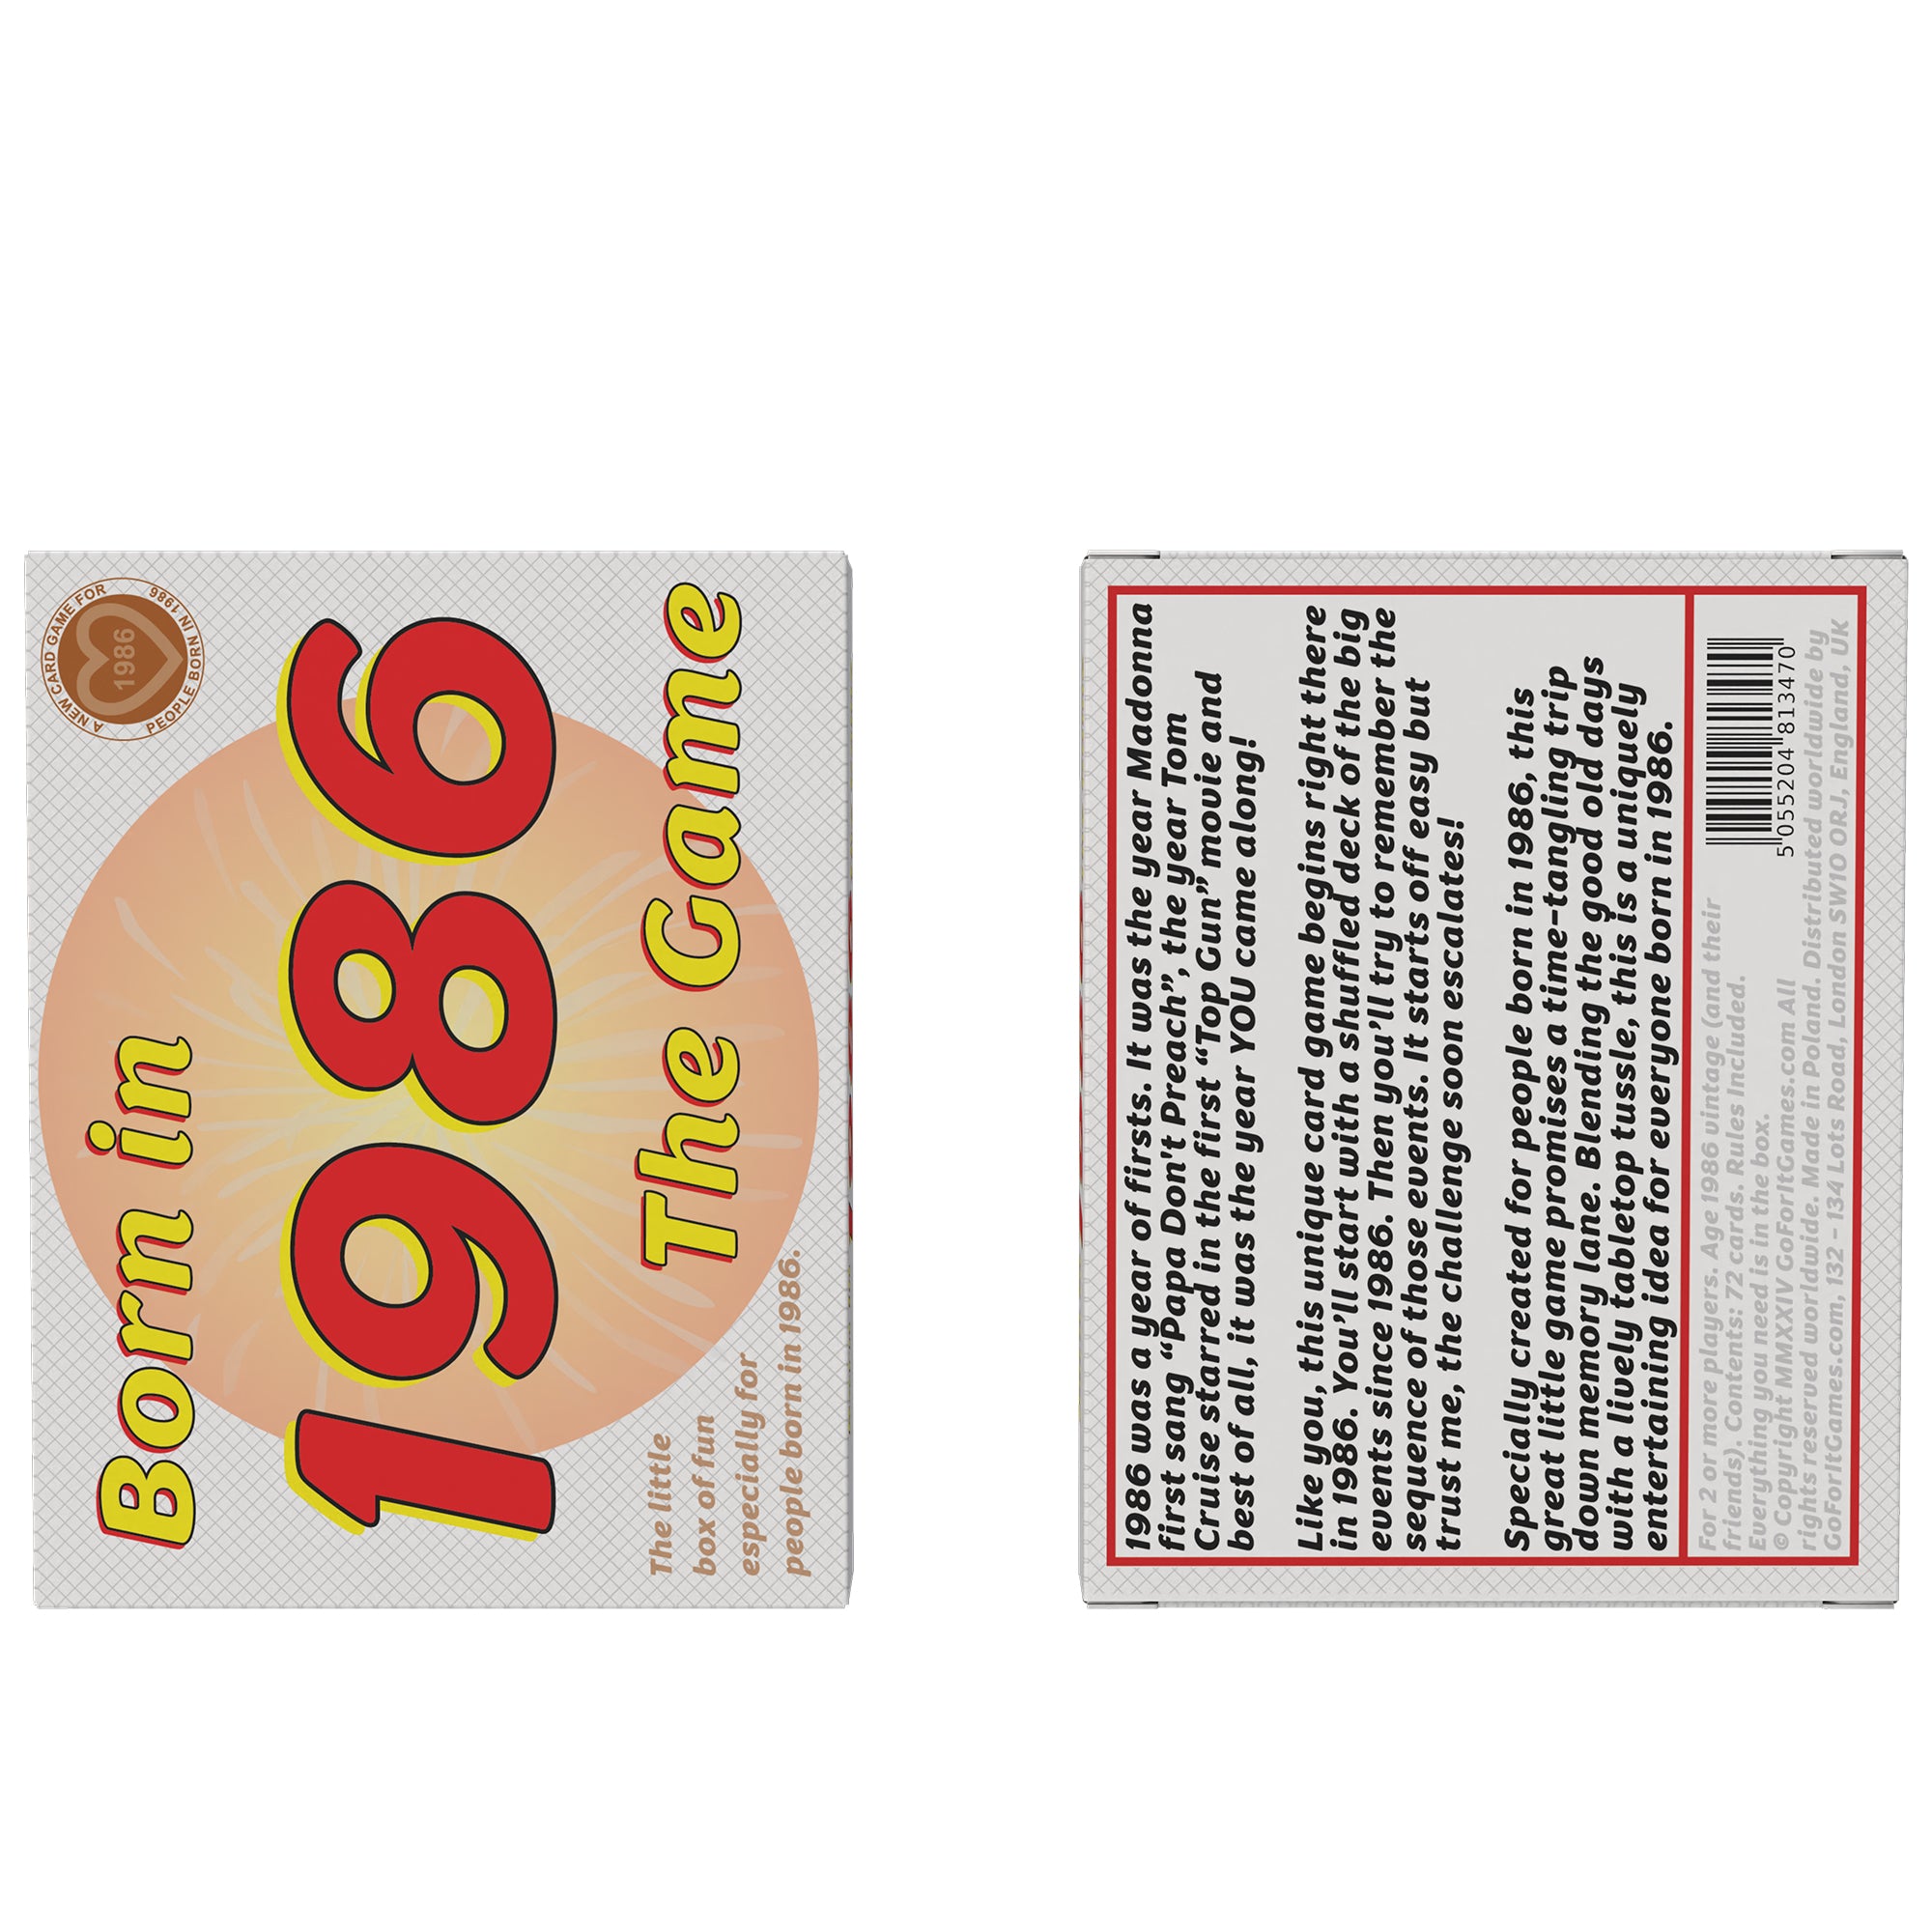 A NEW CARD GAME FOR
PEOPLE BORN IN 1986
1986
Born in
1986
The Game
The little
box of fun
especially for
people born in 1986.
1986 was a year of firsts. It was the year Madonna
first sang “Papa Don't Preach”, the year Tom
Cruise starred in the first “Top Gun” movie and
best of all, it was the year YOU came along!
Like you, this unique card game begins right there
in 1986. You’ll start with a shuffled deck of the big
events since 1986. Then you’ll try to remember the
sequence of those events. It starts off easy but
trust me, the challenge soon escalates!
Specially created for people born in 1986, this
great little game promises a time-tangling trip
down memory lane. Blending the good old days
with a lively tabletop tussle, this is a uniquely
entertaining idea for everyone born in 1986.
For 2 or more players. Age 1986 vintage (and their
friends). Contents: 72 cards. Rules Included.
Everything you need is in the box.
© Copyright MMXXIV GoForItGames.com All
rights reserved worldwide. Made in Poland. Distributed worldwide by
GoForItGames.com, 132 - 134 Lots Road, London SW10 0RJ, England, UK
5 055204 813470